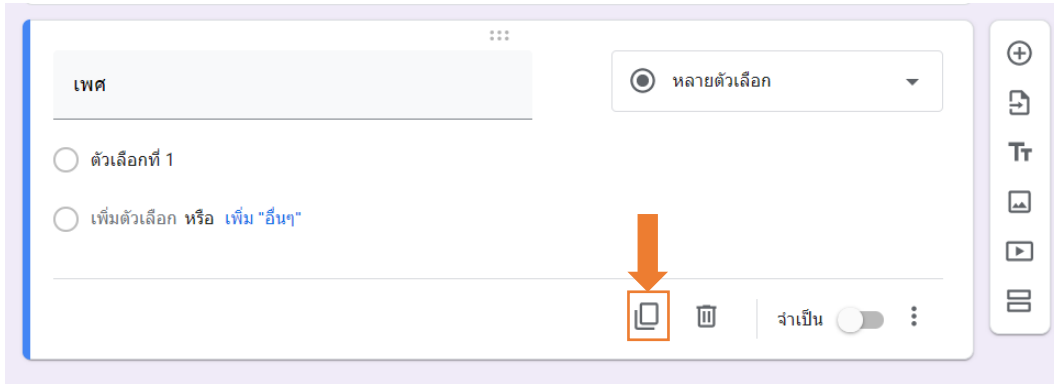 เพศ
หลายตัวเลือก
ตัวเลือกที่ 1
เพิ่มตัวเลือก หรือ เพิ่ม "อื่นๆ"
จำเป็น
Tт